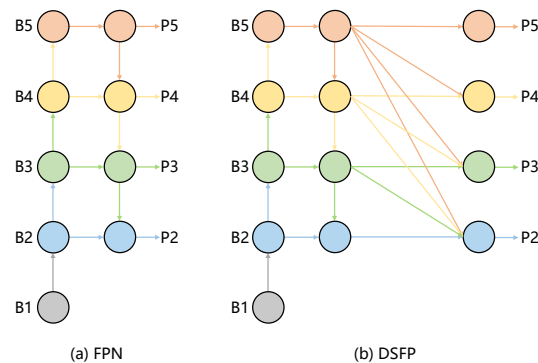 B5 P5 B5 P5
B4 P4 B4 P4
B3 P3 B3 P3
B2 P2 B2 P2
B1 B1
(a) FPN (b) DSFP